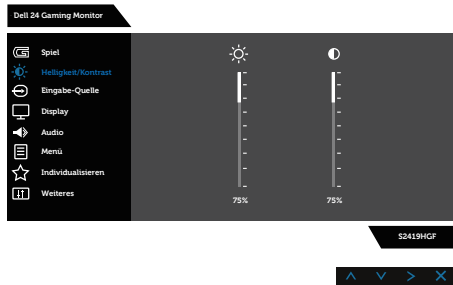 Dell 24 Gaming Monitor
Spiel
Helligkeit/Kontrast
Eingabe-Quelle
Display
Audio
Menü
Individualisieren
Weiteres
75% 75%
S2419HGF